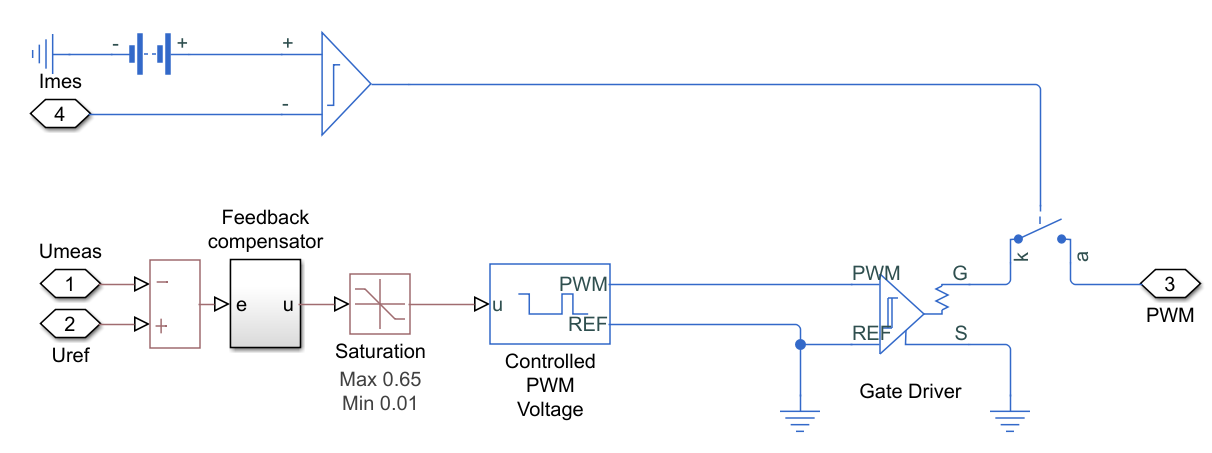 - + +
Imes
4
-
Feedback
compensator
Umeas
1
−
2
+
Uref
e u
Saturation
Max 0.65
Min 0.01
u
PWM
REF
Controlled
PWM
Voltage
PWM
REF
G
S
Gate Driver
k
a
3
PWM